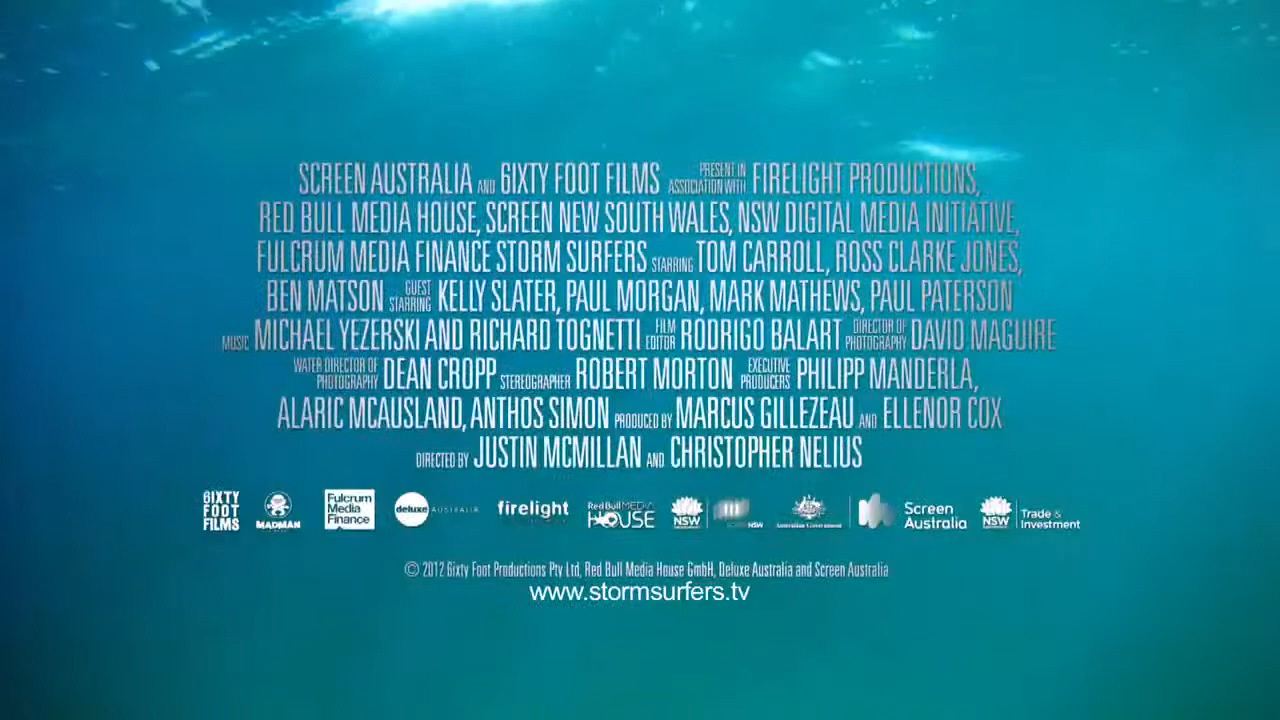 SCREEN AUSTRALIA AND 6IXTY FOOT FILMS PRESENT IN ASSOCIATION WITH FIRELIGHT PRODUCTIONS,
RED BULL MEDIA HOUSE, SCREEN NEW SOUTH WALES, NSW DIGITAL MEDIA INITIATIVE,
FULCRUM MEDIA FINANCE STORM SURFERS STARRING TOM CARROLL, ROSS CLARKE JONES,
BEN MATSON GUEST STARRING KELLY SLATER, PAUL MORGAN, MARK MATHEWS, PAUL PATERSON
MUSIC MICHAEL YEZERSKI AND RICHARD TOGNETTI FILM EDITOR RODRIGO BALART DIRECTOR OF PHOTOGRAPHY DAVID MAGUIRE
WATER DIRECTOR OF PHOTOGRAPHY DEAN CROPP STEREOGRAPHER ROBERT MORTON EXECUTIVE PRODUCERS PHILIPP MANDERLA,
ALARIC MCAUSLAND, ANTHOS SIMON PRODUCED BY MARCUS GILLEZEAU AND ELLENOR COX
DIRECTED BY JUSTIN MCMILLAN AND CHRISTOPHER NELIUS
6IXTY FOOT FILMS MADMAN Fulcrum Media Finance deluxe AUSTRALIA firelight Red Bull MEDIA HOUSE NSW NSW Australian Government Screen Australia NSW Trade & Investment
© 2012 6ixty Foot Productions Pty Ltd, Red Bull Media House GmbH, Deluxe Australia and Screen Australia
www.stormsurfers.tv